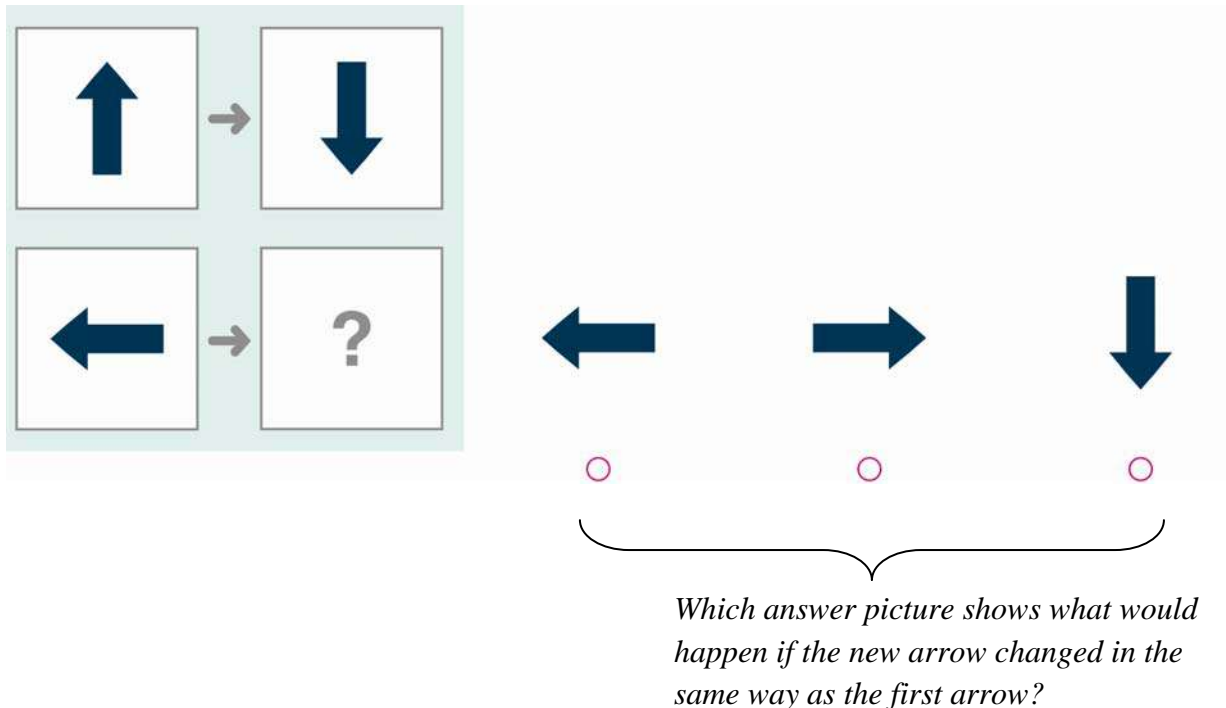 ?
Which answer picture shows what would
happen if the new arrow changed in the
same way as the first arrow?